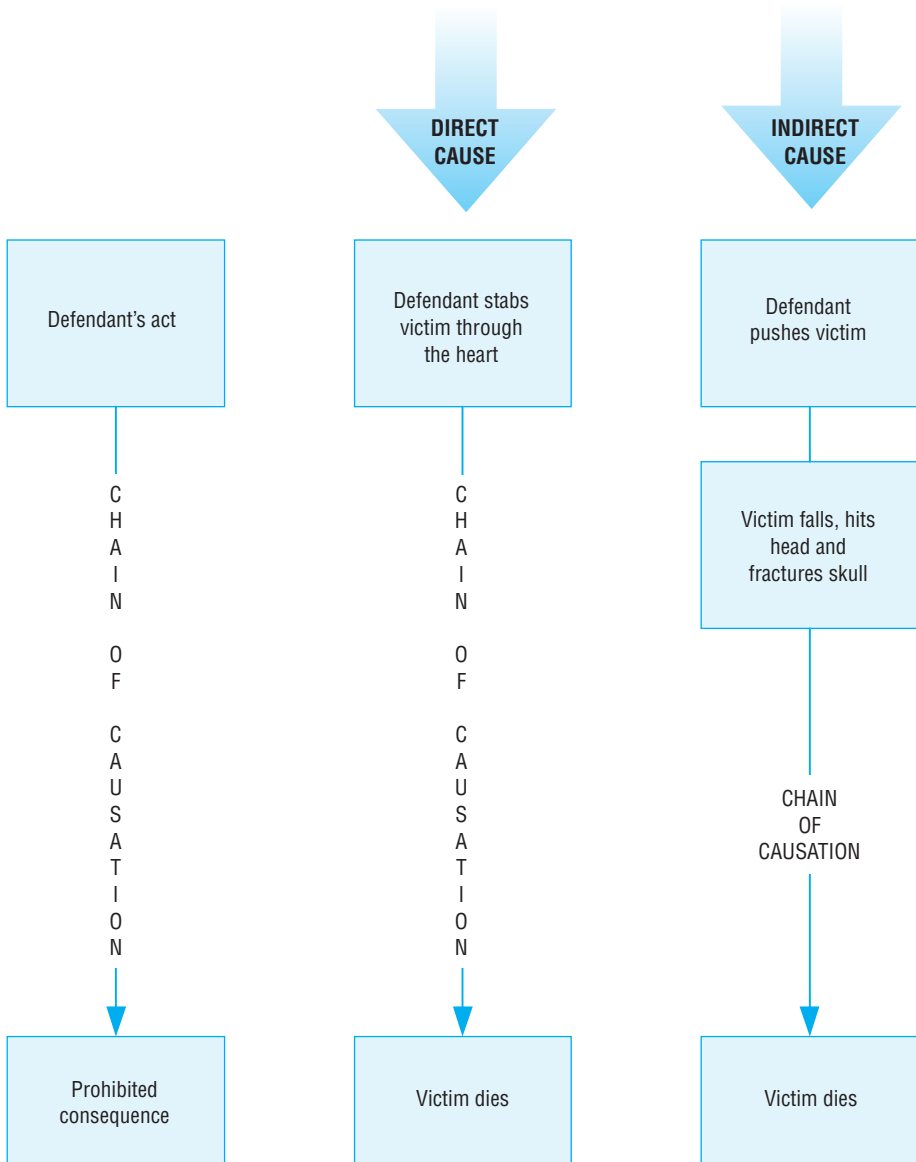 DIRECT
CAUSE
INDIRECT
CAUSE
Defendant's act
Defendant stabs
victim through
the heart
Defendant
pushes victim
C
H
A
I
N
O
F
C
A
U
S
A
T
I
O
N
C
H
A
I
N
O
F
C
A
U
S
A
T
I
O
N
Victim falls, hits
head and
fractures skull
CHAIN
OF
CAUSATION
Prohibited
consequence
Victim dies
Victim dies